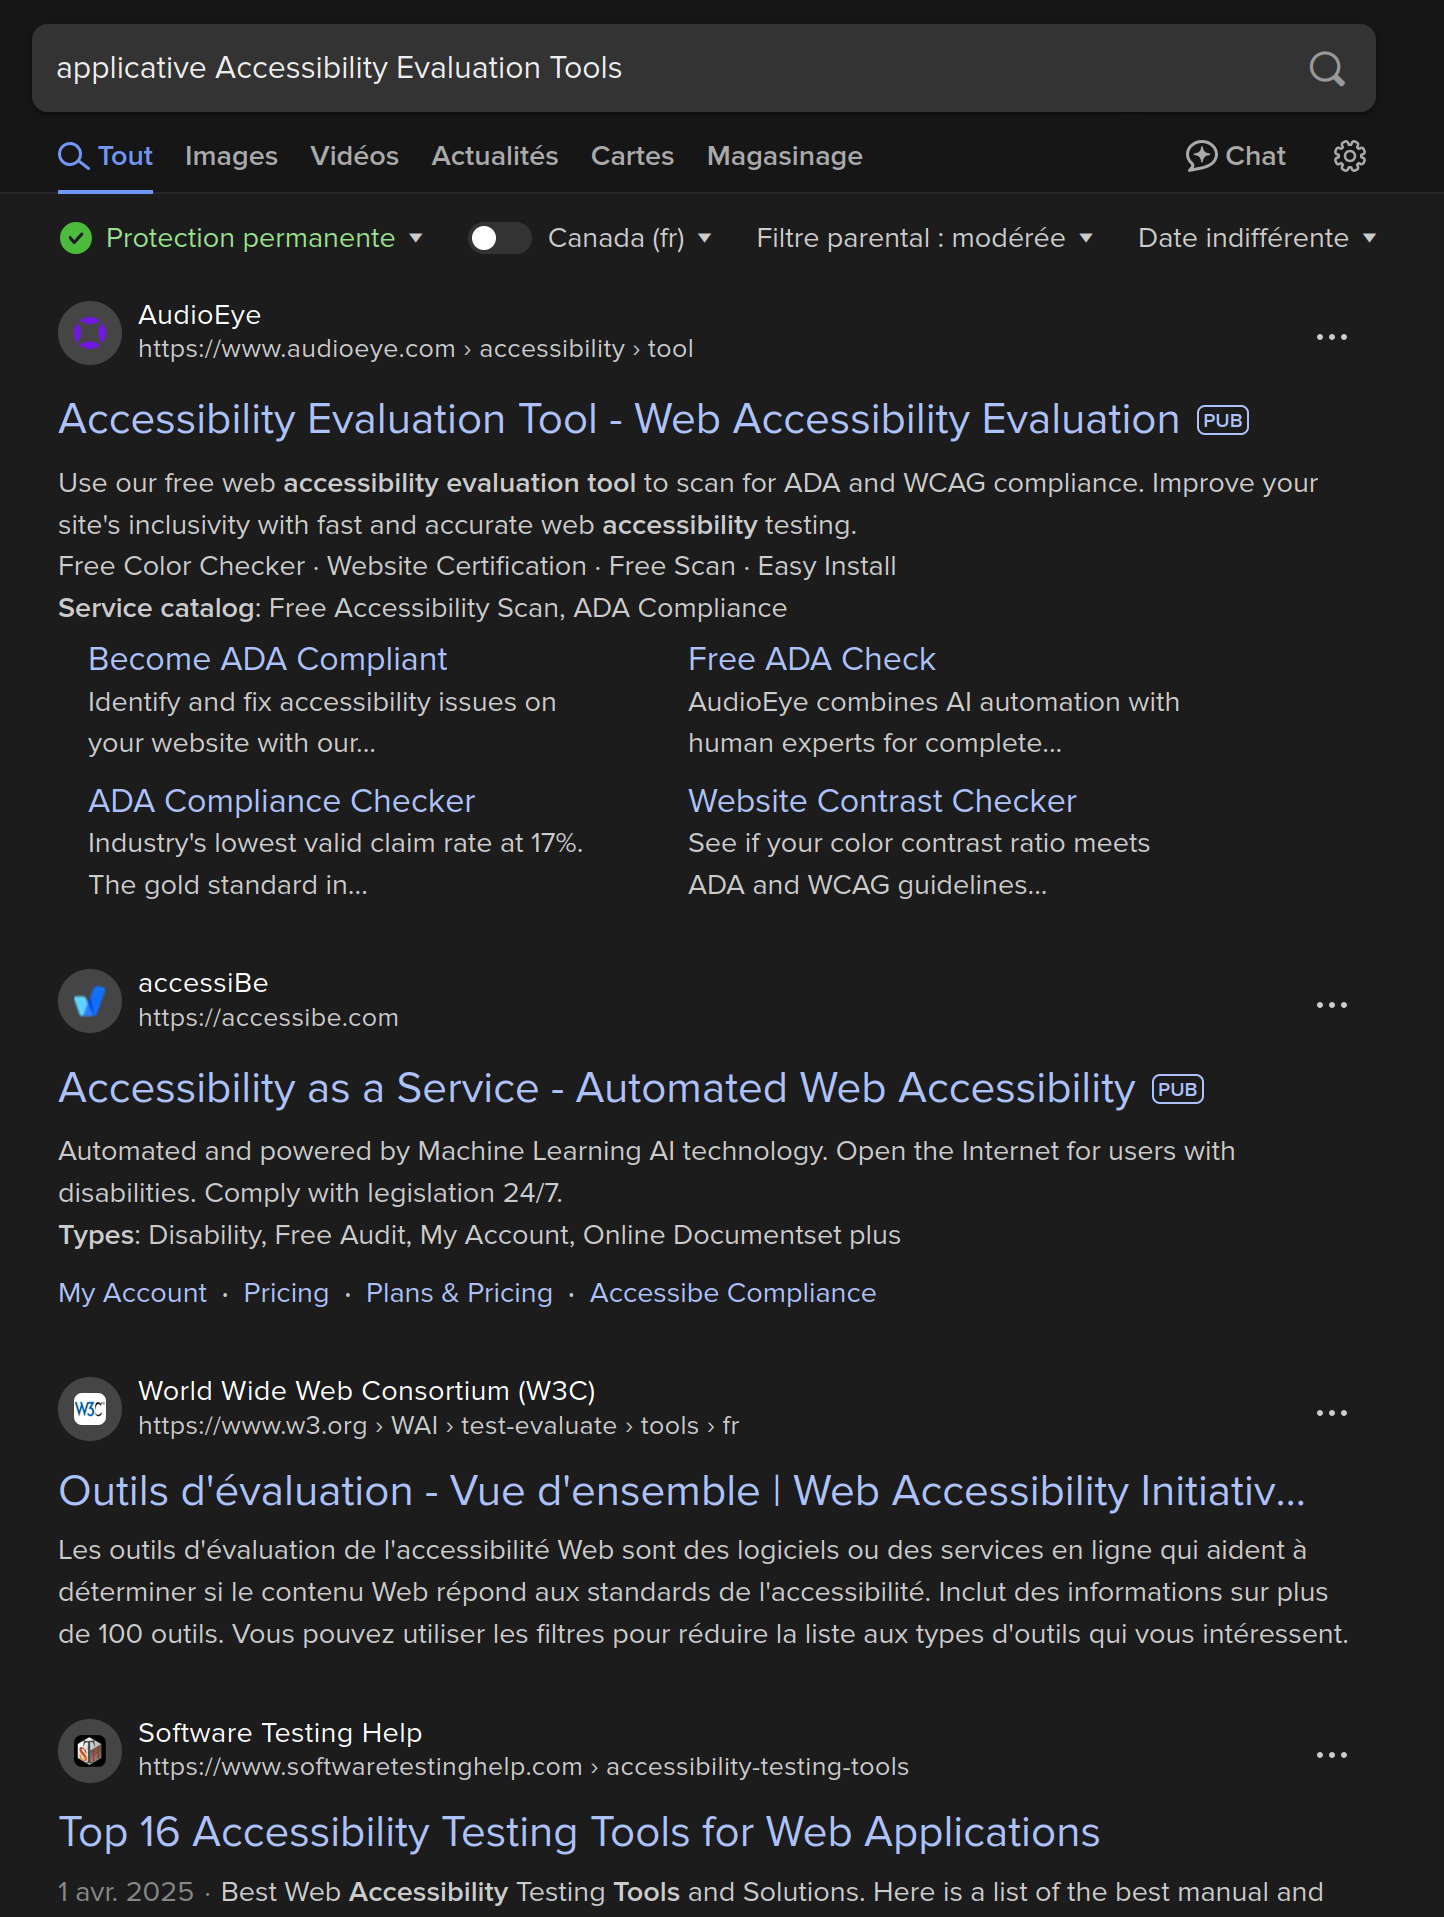 applicative Accessibility Evaluation Tools
Tout Images Vidéos Actualités Cartes Magasinage Chat
Protection permanente Canada (fr) Filtre parental : modérée Date indifférente
AudioEye
https://www.audioeye.com › accessibility › tool
Accessibility Evaluation Tool - Web Accessibility Evaluation PUB
Use our free web accessibility evaluation tool to scan for ADA and WCAG compliance. Improve your
site's inclusivity with fast and accurate web accessibility testing.
Free Color Checker · Website Certification · Free Scan · Easy Install
Service catalog: Free Accessibility Scan, ADA Compliance
Become ADA Compliant
Identify and fix accessibility issues on
your website with our...
Free ADA Check
AudioEye combines AI automation with
human experts for complete...
ADA Compliance Checker
Industry's lowest valid claim rate at 17%.
The gold standard in...
Website Contrast Checker
See if your color contrast ratio meets
ADA and WCAG guidelines...
accessiBe
https://accessibe.com
Accessibility as a Service - Automated Web Accessibility PUB
Automated and powered by Machine Learning AI technology. Open the Internet for users with
disabilities. Comply with legislation 24/7.
Types: Disability, Free Audit, My Account, Online Documentset plus
My Account · Pricing · Plans & Pricing · Accessibe Compliance
W3C
World Wide Web Consortium (W3C)
https://www.w3.org › WAI › test-evaluate › tools › fr
Outils d'évaluation - Vue d'ensemble | Web Accessibility Initiativ...
Les outils d'évaluation de l'accessibilité Web sont des logiciels ou des services en ligne qui aident à
déterminer si le contenu Web répond aux standards de l'accessibilité. Inclut des informations sur plus
de 100 outils. Vous pouvez utiliser les filtres pour réduire la liste aux types d'outils qui vous intéressent.
Software Testing Help
https://www.softwaretestinghelp.com › accessibility-testing-tools
Top 16 Accessibility Testing Tools for Web Applications
1 avr. 2025 · Best Web Accessibility Testing Tools and Solutions. Here is a list of the best manual and